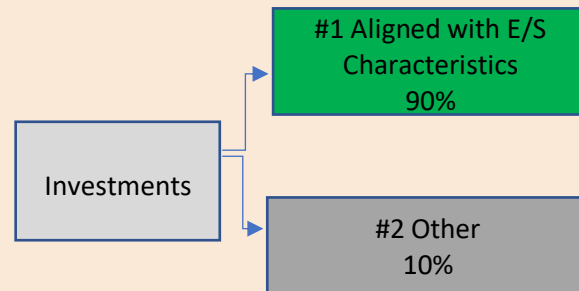 #1 Aligned with E/S
Characteristics
90%
Investments
#2 Other
10%